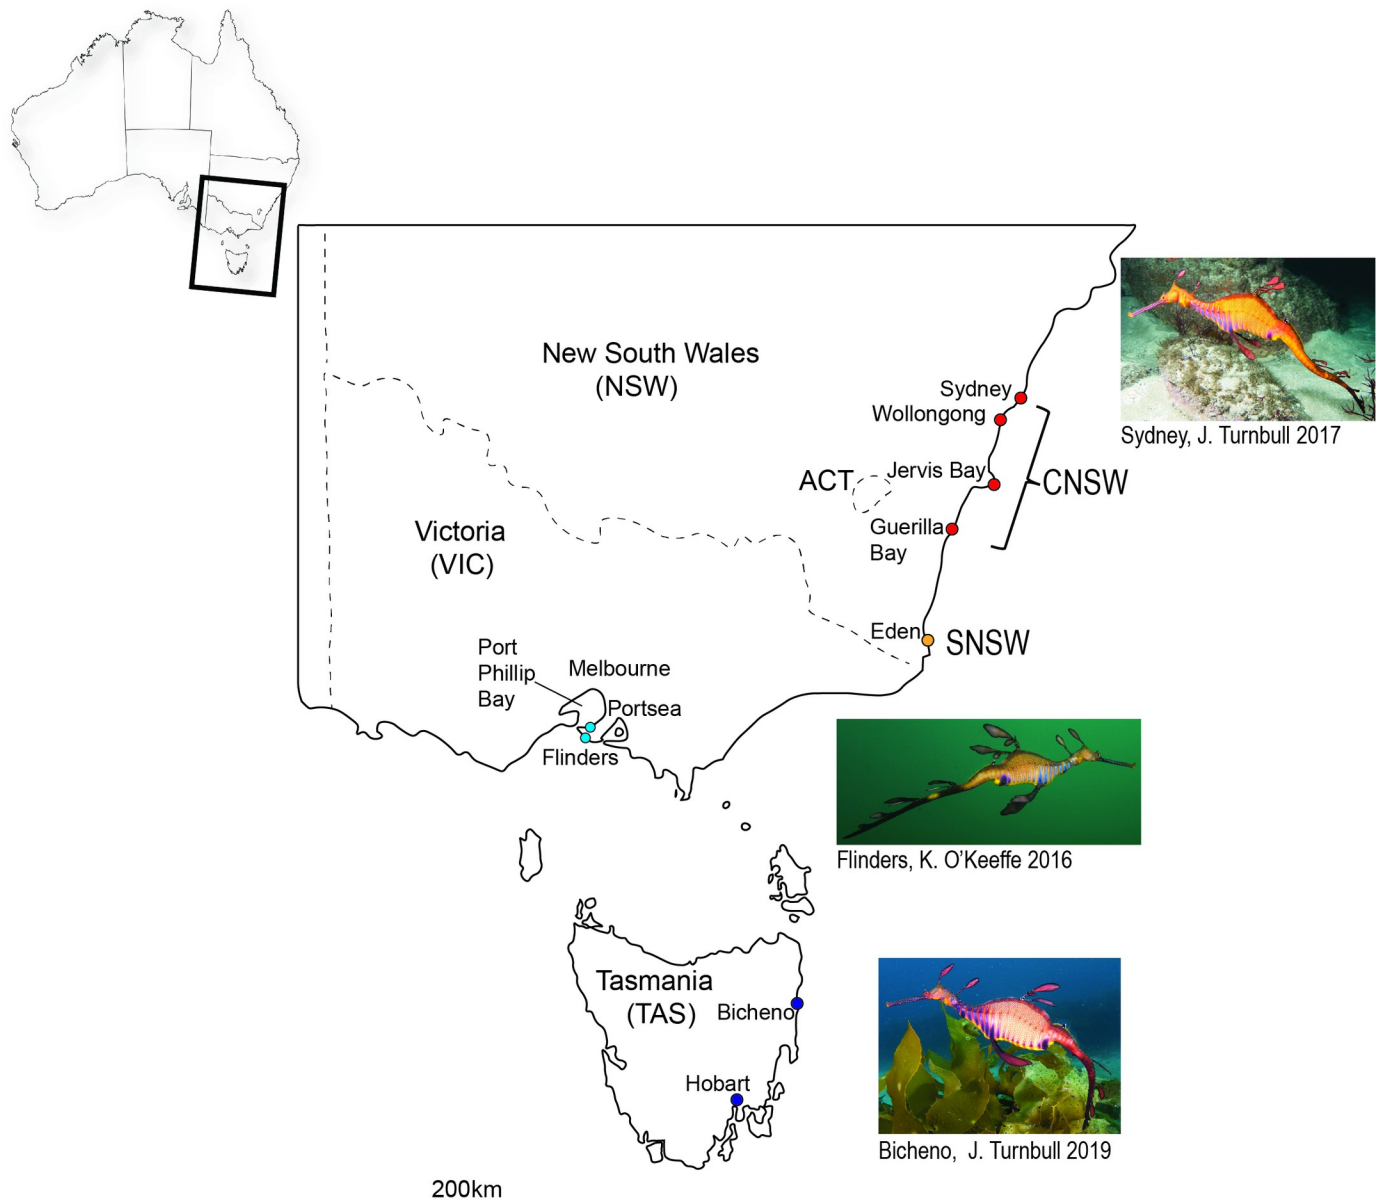 New South Wales
(NSW)
Sydney
Wollongong
Jervis Bay
ACT
CNSW
Guerilla
Bay
Victoria
(VIC)
Eden
SNSW
Port
Phillip
Bay
Melbourne
Portsea
Flinders
Sydney, J. Turnbull 2017
Flinders, K. O'Keeffe 2016
Tasmania
(TAS)
Bicheno
Hobart
Bicheno, J. Turnbull 2019
200km